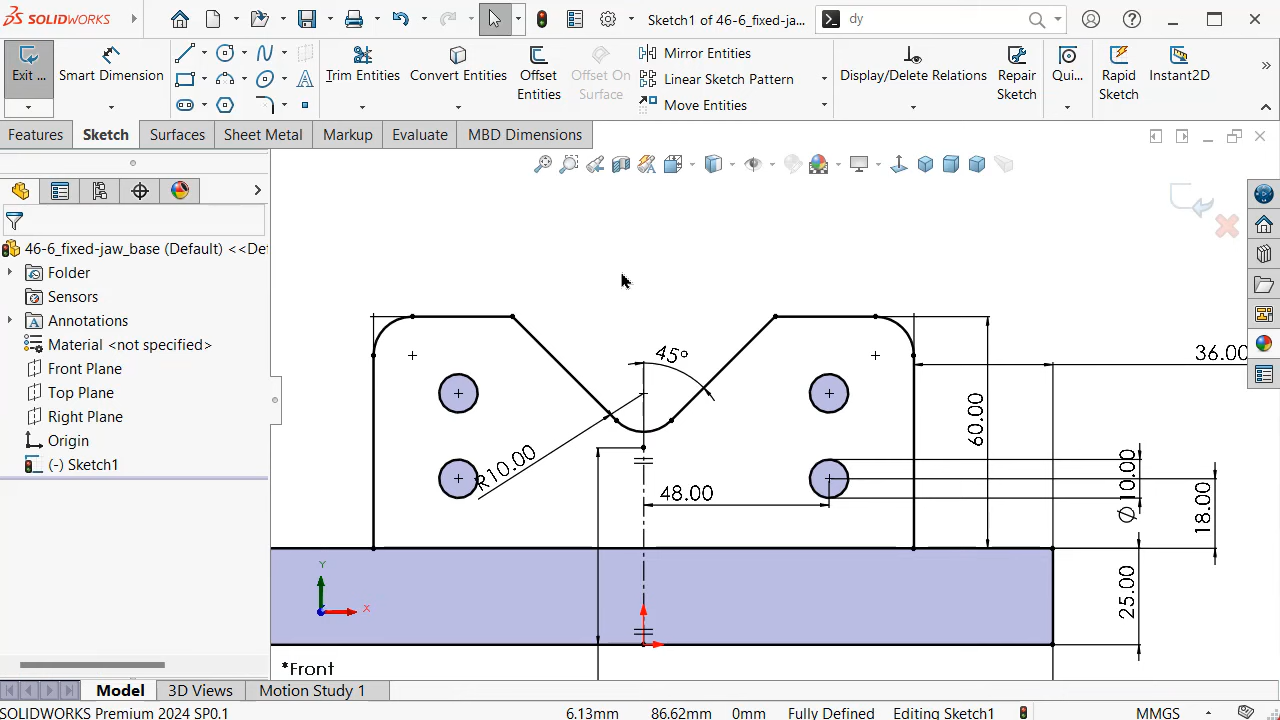 SOLIDWORKS
Sketch1 of 46-6_fixed-ja...
dy
Exit ...
Smart Dimension
Trim Entities
Convert Entities
Offset Entities
Offset On Surface
Mirror Entities
Linear Sketch Pattern
Move Entities
Display/Delete Relations
Repair Sketch
Qui...
Rapid Sketch
Instant2D
Features
Sketch
Surfaces
Sheet Metal
Markup
Evaluate
MBD Dimensions
46-6_fixed-jaw_base (Default) <<De
Folder
Sensors
Annotations
Material <not specified>
Front Plane
Top Plane
Right Plane
Origin
(-) Sketch1
45°
36.00
60.00
R10.00
48.00
Ø 10.00
18.00
25.00
Y
X
*Front
Model
3D Views
Motion Study 1
SOLIDWORKS Premium 2024 SP0.1
6.13mm
86.62mm
0mm
Fully Defined
Editing Sketch1
MMGS